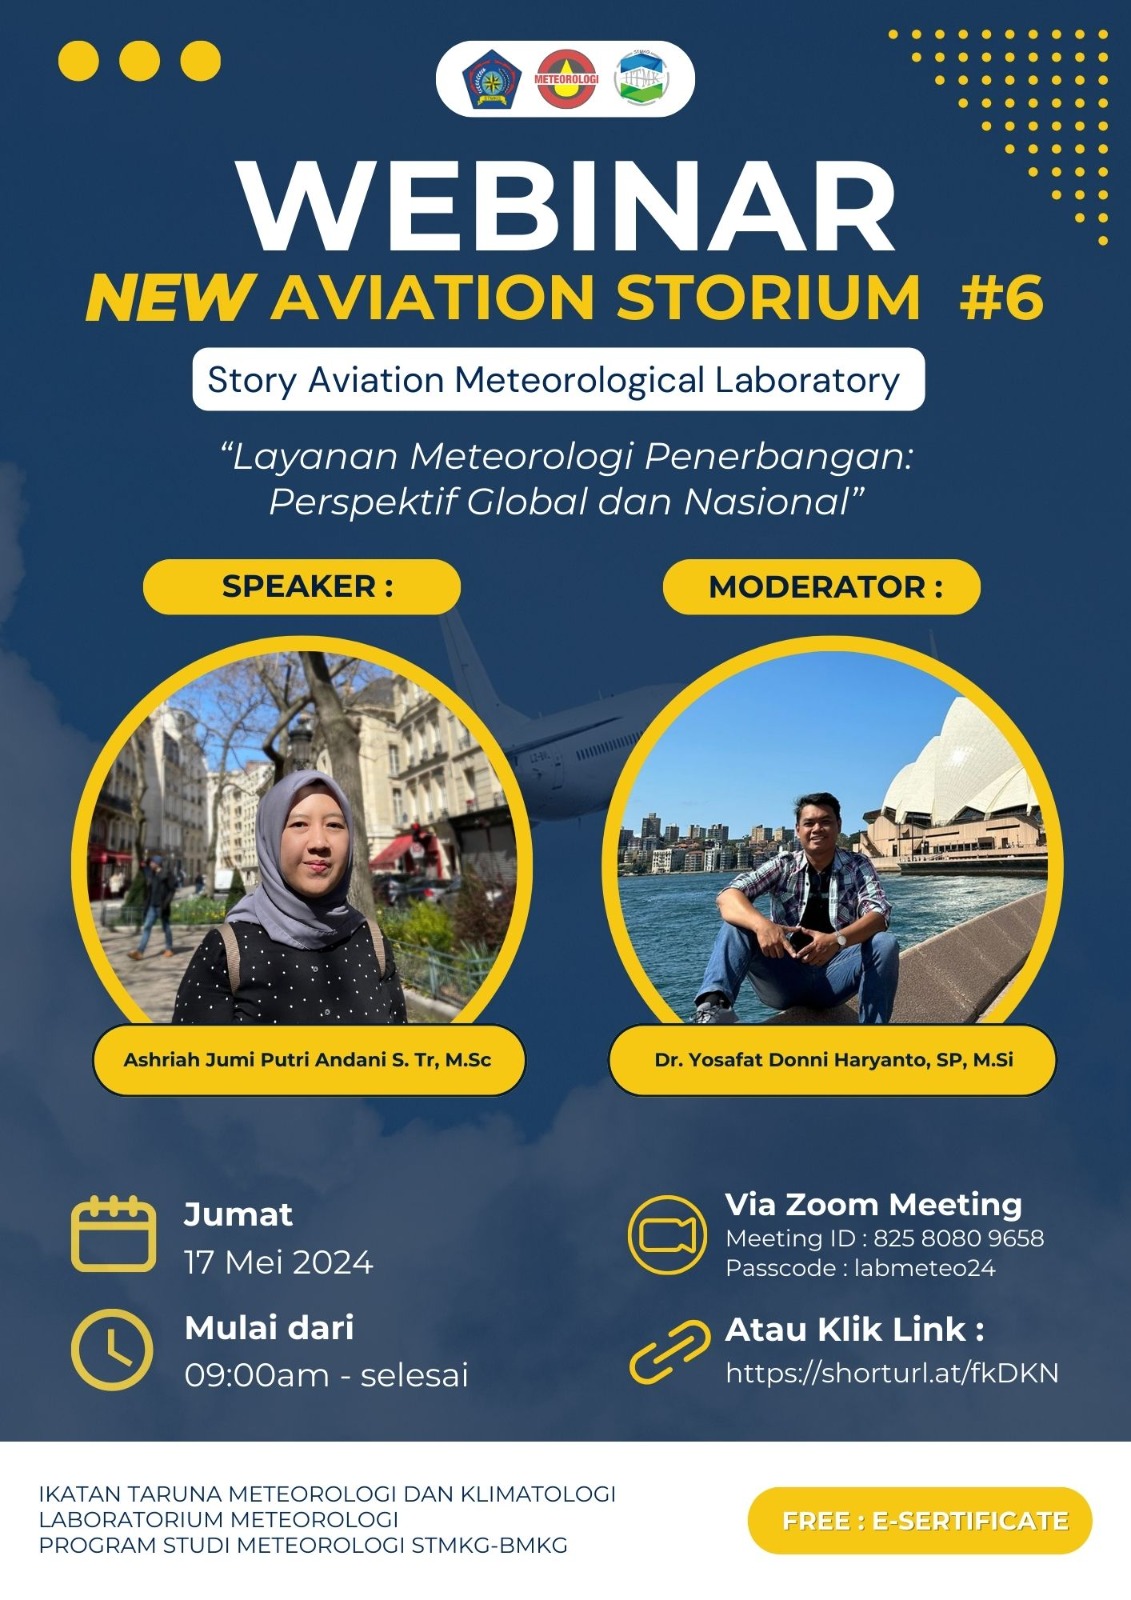 METEOROLOGI
WEBINAR
NEW AVIATION STORIUM #6
Story Aviation Meteorological Laboratory
“Layanan Meteorologi Penerbangan:
Perspektif Global dan Nasional”
SPEAKER :
MODERATOR :
Ashriah Jumi Putri Andani S. Tr, M.Sc
Dr. Yosafat Donni Haryanto, SP, M.Si
Jumat
17 Mei 2024
Mulai dari
09:00am - selesai
Via Zoom Meeting
Meeting ID : 825 8080 9658
Passcode : labmeteo24
Atau Klik Link :
https://shorturl.at/fkDKN
IKATAN TARUNA METEOROLOGI DAN KLIMATOLOGI
LABORATORIUM METEOROLOGI
PROGRAM STUDI METEOROLOGI STMKG-BMKG
FREE : E-SERTIFICATE